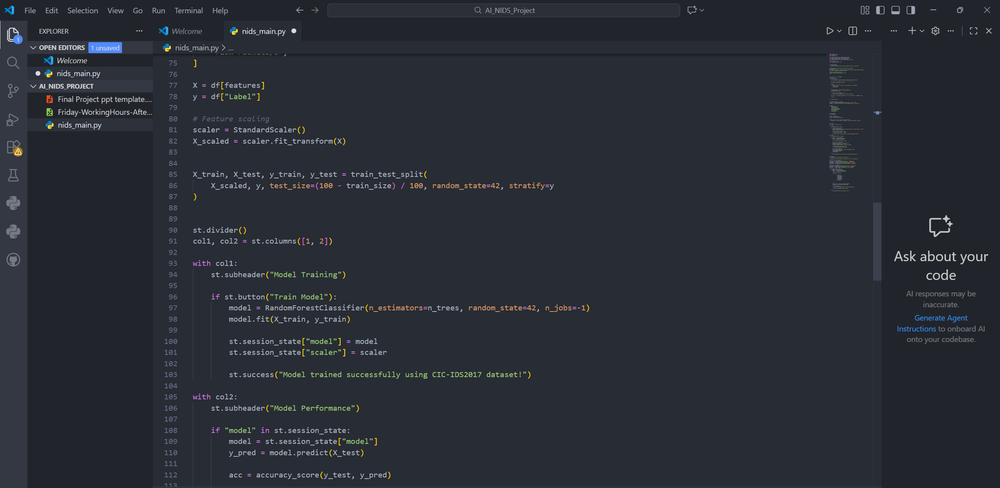 File Edit Selection View Go Run Terminal Help
AI_NIDS_Project
EXPLORER
OPEN EDITORS 1 unsaved
Welcome
nids_main.py
AI_NIDS_PROJECT
Final Project ppt template....
Friday-WorkingHours-Afte...
nids_main.py
1
Welcome
nids_main.py
nids_main.py > ...
75 ]
76
77 X = df[features]
78 y = df["Label"]
79
80 # Feature scaling
81 scaler = StandardScaler()
82 X_scaled = scaler.fit_transform(X)
83
84
85 X_train, X_test, y_train, y_test = train_test_split(
86 X_scaled, y, test_size=(100 - train_size) / 100, random_state=42, stratify=y
87 )
88
89
90 st.divider()
91 col1, col2 = st.columns([1, 2])
92
93 with col1:
94 st.subheader("Model Training")
95
96 if st.button("Train Model"):
97 model = RandomForestClassifier(n_estimators=n_trees, random_state=42, n_jobs=-1)
98 model.fit(X_train, y_train)
99
100 st.session_state["model"] = model
101 st.session_state["scaler"] = scaler
102
103 st.success("Model trained successfully using CIC-IDS2017 dataset!")
104
105 with col2:
106 st.subheader("Model Performance")
107
108 if "model" in st.session_state:
109 model = st.session_state["model"]
110 y_pred = model.predict(X_test)
111
112 acc = accuracy_score(y_test, y_pred)
113
Ask about your
code
AI responses may be
inaccurate.
Generate Agent
Instructions to onboard AI
onto your codebase.